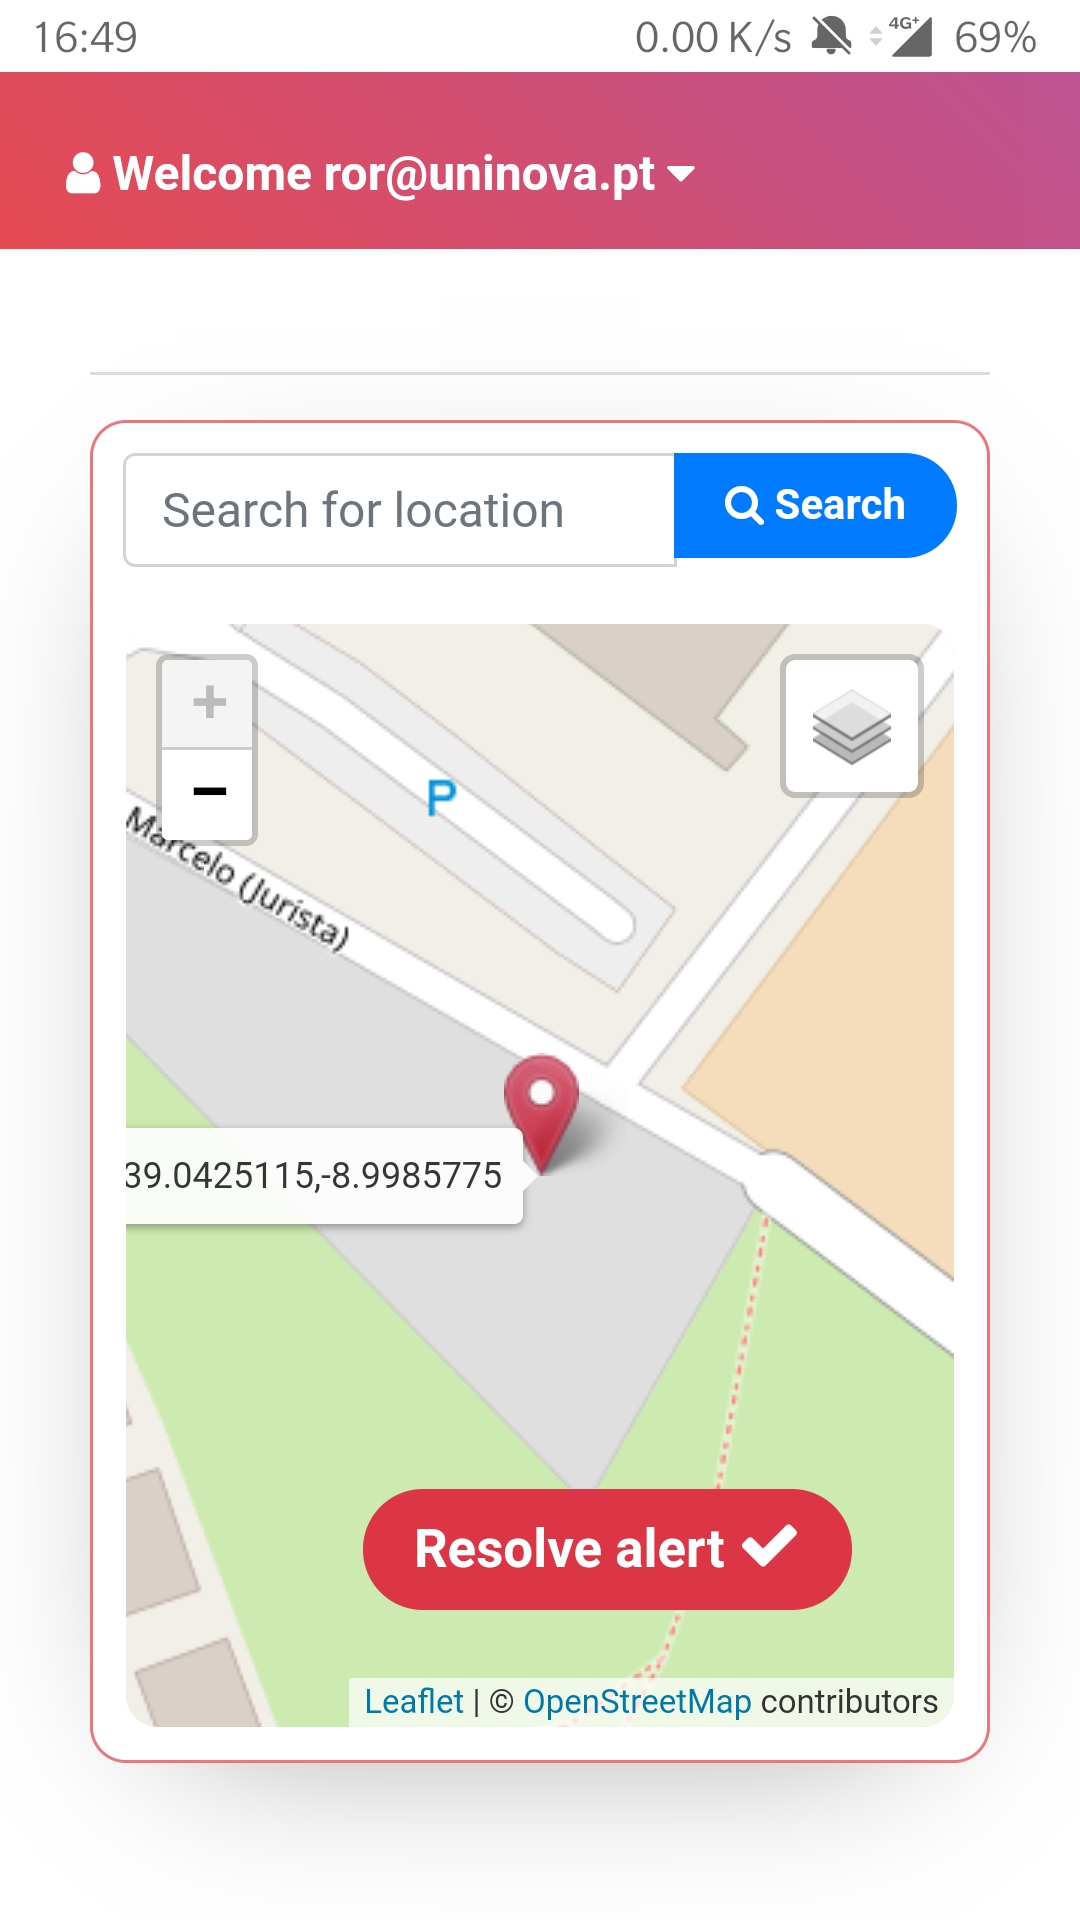 16:49 0.00 K/s 4G+ 69%
Welcome ror@uninova.pt
Search for location Search
+
−
P
Marcelo (Jurista)
39.0425115,-8.9985775
Resolve alert
Leaflet | © OpenStreetMap contributors